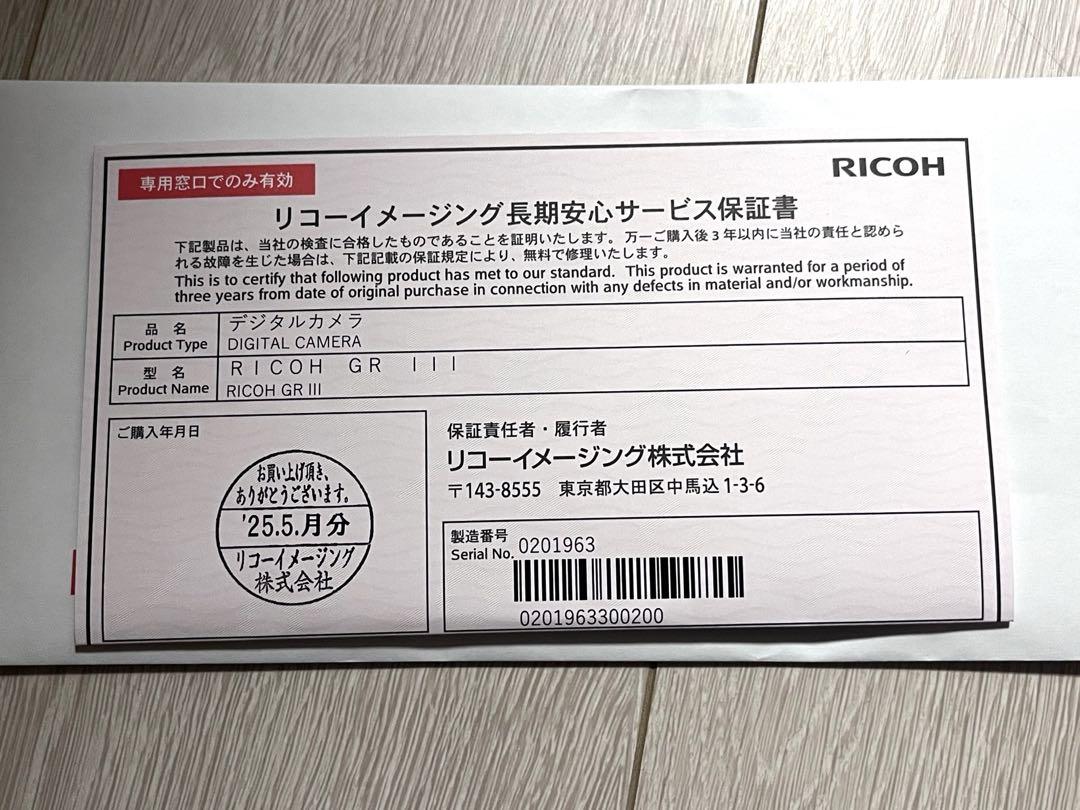 専用窓口でのみ有効
RICOH
リコーイメージング長期安心サービス保証書
下記製品は、当社の検査に合格したものであることを証明いたします。万一ご購入後3年以内に当社の責任と認めら
れる故障を生じた場合は、下記記載の保証規定により、無料で修理いたします。
This is to certify that following product has met to our standard. This product is warranted for a period of
three years from date of original purchase in connection with any defects in material and/or workmanship.
品 名
Product Type
デジタルカメラ
DIGITAL CAMERA
型 名
Product Name
RICOH GR III
RICOH GR III
ご購入年月日
お買い上げ頂き、
ありがとうございます。
'25.5.月分
リコーイメージング
株式会社
保証責任者・履行者
リコーイメージング株式会社
〒143-8555 東京都大田区中馬込1-3-6
製造番号
Serial No.
0201963
0201963300200